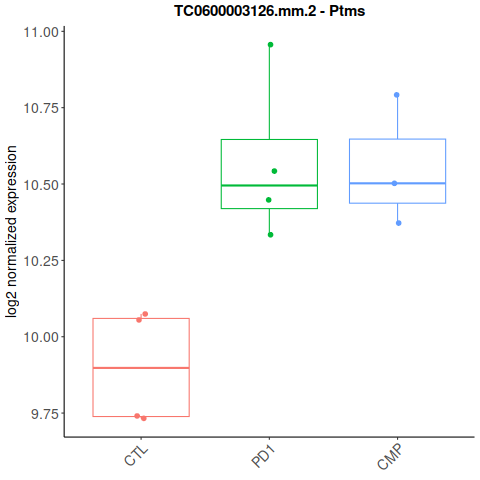 TC0600003126.mm.2 - Ptms
log2 normalized expression
11.00
10.75
10.50
10.25
10.00
9.75
CTL
PD1
CMP